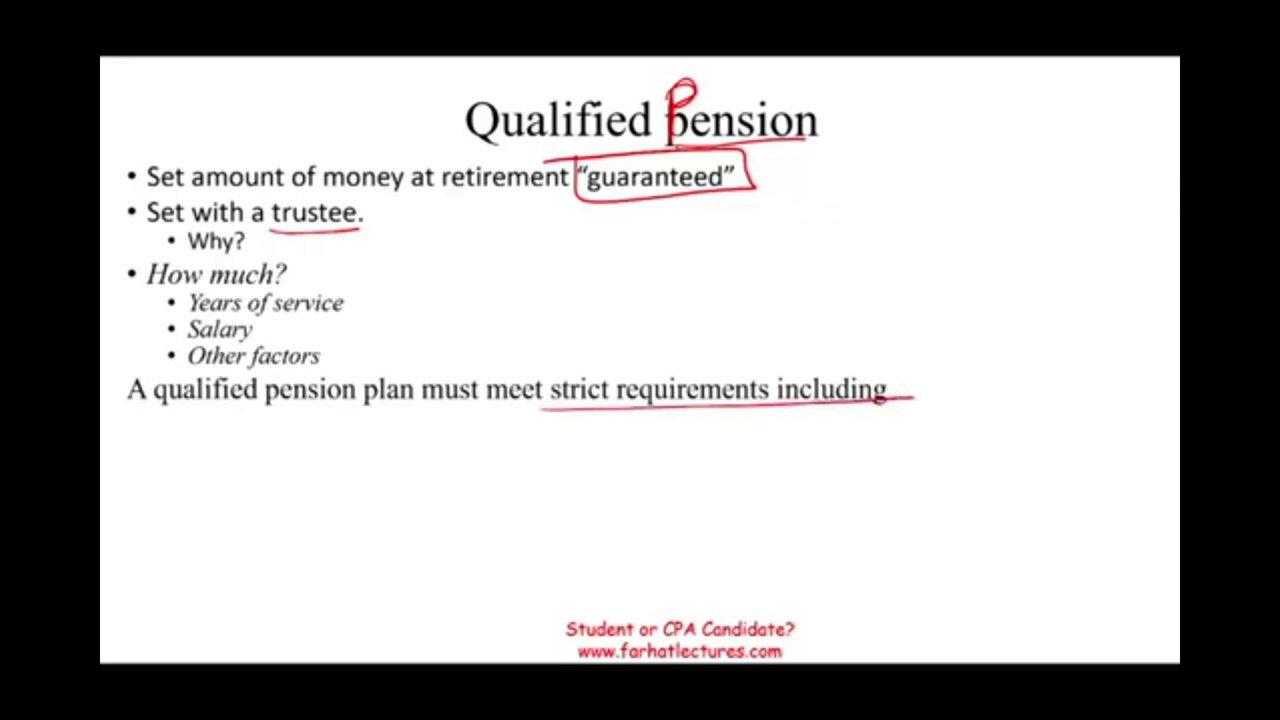 Qualified pension
• Set amount of money at retirement “guaranteed”
• Set with a trustee.
• Why?
• How much?
• Years of service
• Salary
• Other factors
A qualified pension plan must meet strict requirements including
Student or CPA Candidate?
www.farhatlectures.com